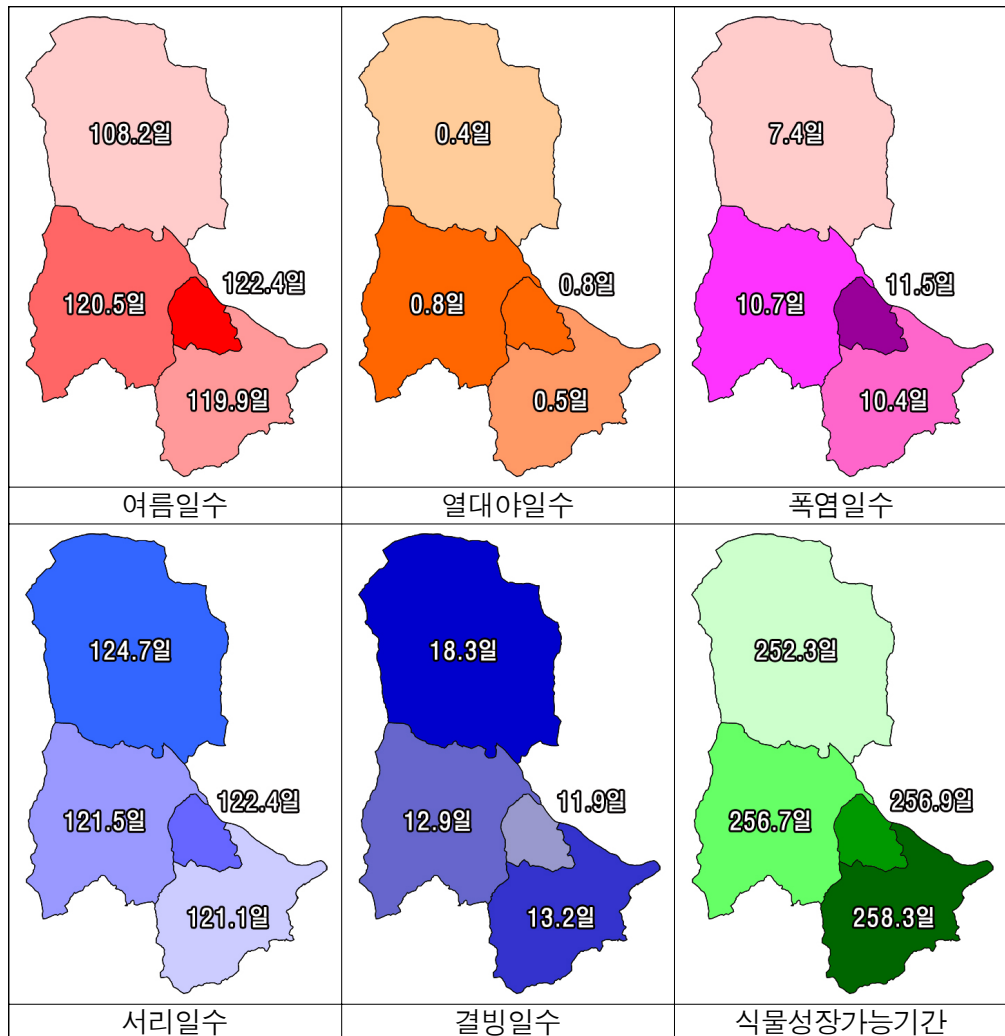 108.2일
122.4일
120.5일
119.9일
여름일수
0.4일
0.8일
0.8일
0.5일
열대야일수
7.4일
11.5일
10.7일
10.4일
폭염일수
124.7일
122.4일
121.5일
121.1일
서리일수
18.3일
11.9일
12.9일
13.2일
결빙일수
252.3일
256.9일
256.7일
258.3일
식물성장가능기간